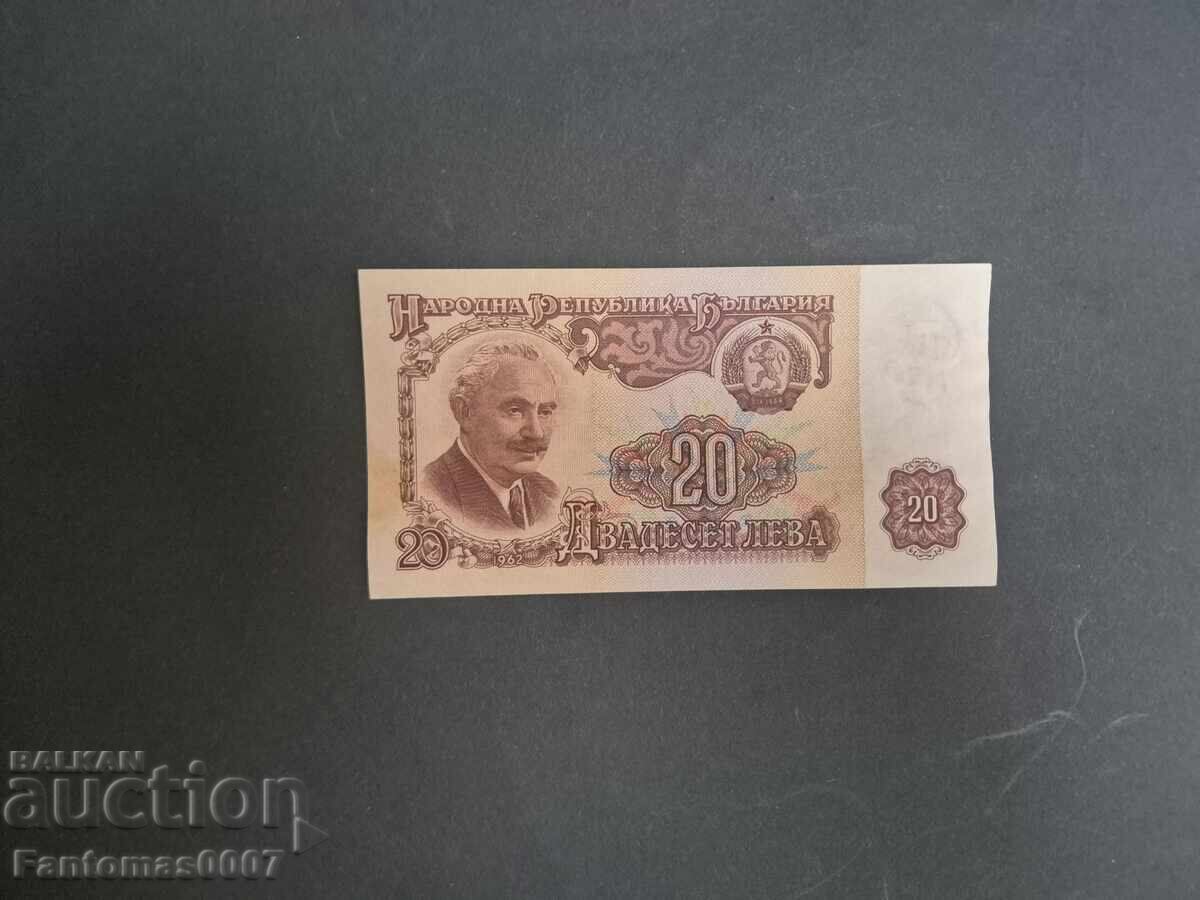 Народна Република България
20
Двадесет лева
20
20
1962
BALKAN
auction
Fantomas0007